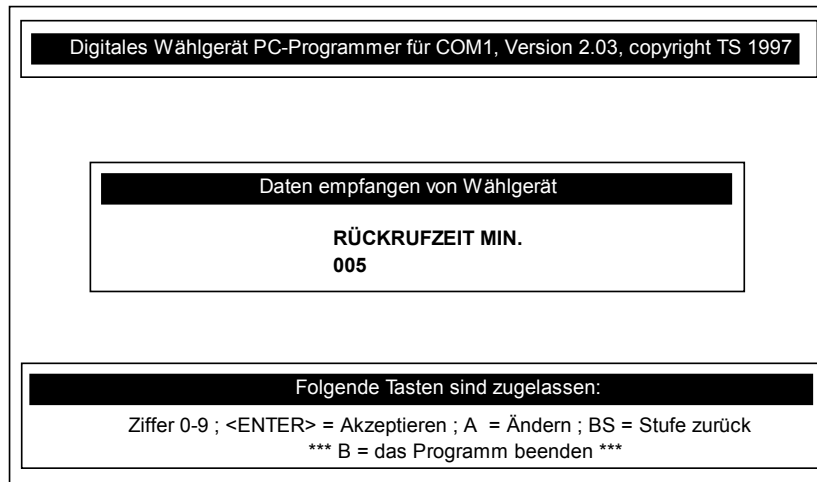 Digitales Wählgerät PC-Programmer für COM1, Version 2.03, copyright TS 1997
Daten empfangen von Wählgerät
RÜCKRUFZEIT MIN.
005
Folgende Tasten sind zugelassen:
Ziffer 0-9 ; <ENTER> = Akzeptieren ; A = Ändern ; BS = Stufe zurück
*** B = das Programm beenden ***